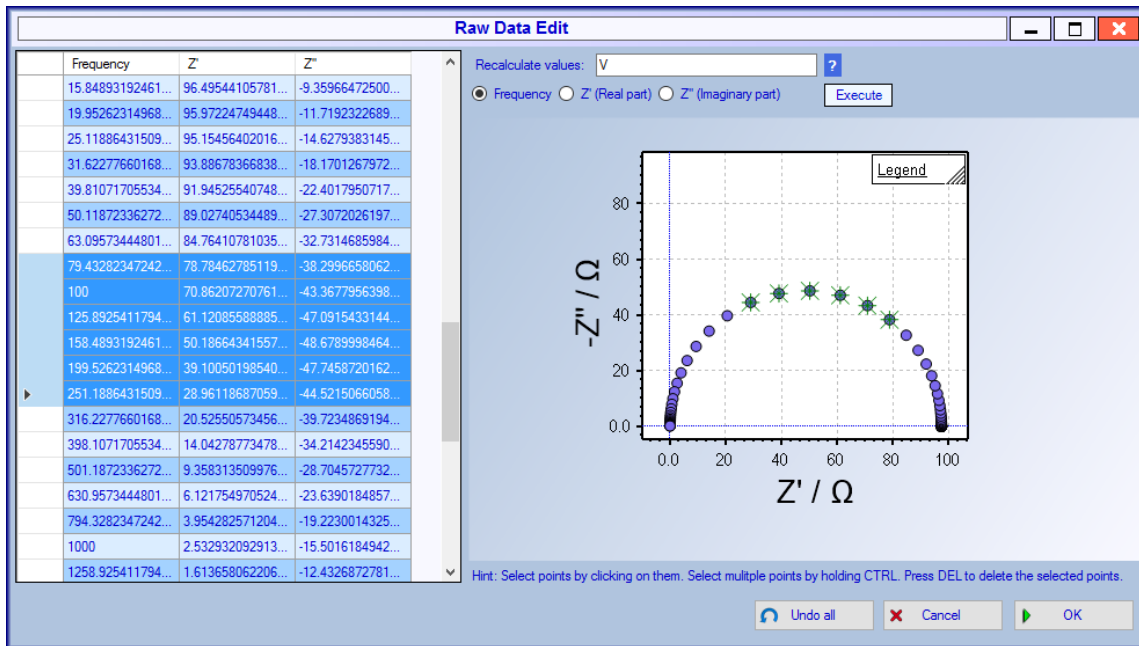 Raw Data Edit
Frequency Z' Z"
15.84893192461... 96.49544105781... -9.35966472500...
19.95262314968... 95.97224749448... -11.7192322689...
25.11886431509... 95.15456402016... -14.6279383145...
31.62277660168... 93.88678366838... -18.1701267972...
39.81071705534... 91.94525540748... -22.4017950717...
50.11872336272... 89.02740534489... -27.3072026197...
63.09573444801... 84.76410781035... -32.7314685984...
79.43282347242... 78.78462785119... -38.2996658062...
100 70.86207270761... -43.3677956398...
125.8925411794... 61.12085588885... -47.0915433144...
158.4893192461... 50.18664341557... -48.6789998464...
199.5262314968... 39.10050198540... -47.7458720162...
251.1886431509... 28.96118687059... -44.5215066058...
316.2277660168... 20.52550573456... -39.7234869194...
398.1071705534... 14.04278773478... -34.2142345590...
501.1872336272... 9.358313509976... -28.7045727732...
630.9573444801... 6.121754970524... -23.6390184857...
794.3282347242... 3.954282571204... -19.2230014325...
1000 2.532932092913... -15.5016184942...
1258.925411794... 1.613658062206... -12.4326872781...
Recalculate values: V ?
Frequency Z' (Real part) Z" (Imaginary part) Execute
Legend
80
60
40
20
0.0
-Z" / Ω
0.0 20 40 60 80 100
Z' / Ω
Hint: Select points by clicking on them. Select mulitple points by holding CTRL. Press DEL to delete the selected points.
Undo all Cancel OK